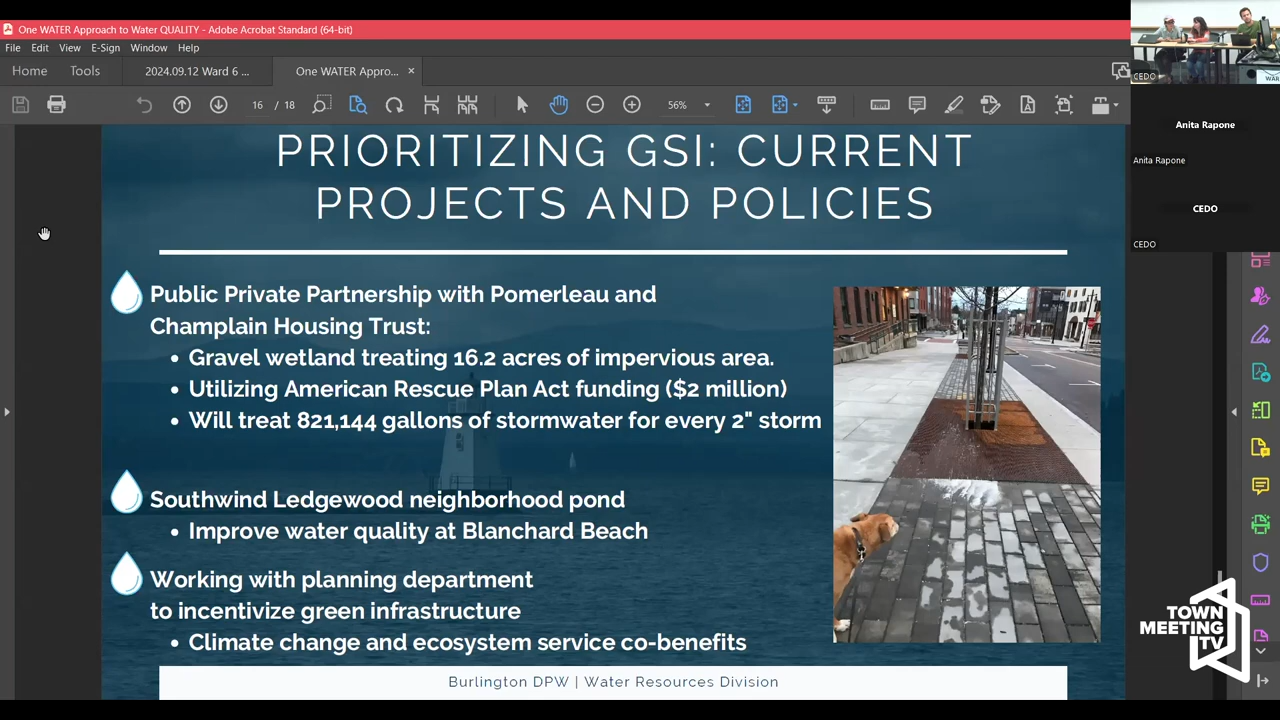 One WATER Approach to Water QUALITY - Adobe Acrobat Standard (64-bit)
File Edit View E-Sign Window Help
Home Tools 2024.09.12 Ward 6 ... One WATER Appro... ×
16 / 18 56%
PRIORITIZING GSI: CURRENT
PROJECTS AND POLICIES
Public Private Partnership with Pomerleau and
Champlain Housing Trust:
• Gravel wetland treating 16.2 acres of impervious area.
• Utilizing American Rescue Plan Act funding ($2 million)
• Will treat 821,144 gallons of stormwater for every 2" storm
Southwind Ledgewood neighborhood pond
• Improve water quality at Blanchard Beach
Working with planning department
to incentivize green infrastructure
• Climate change and ecosystem service co-benefits
Burlington DPW | Water Resources Division
CEDO
WAR
Anita Rapone
Anita Rapone
CEDO
CEDO
TOWN
MEETING
TV